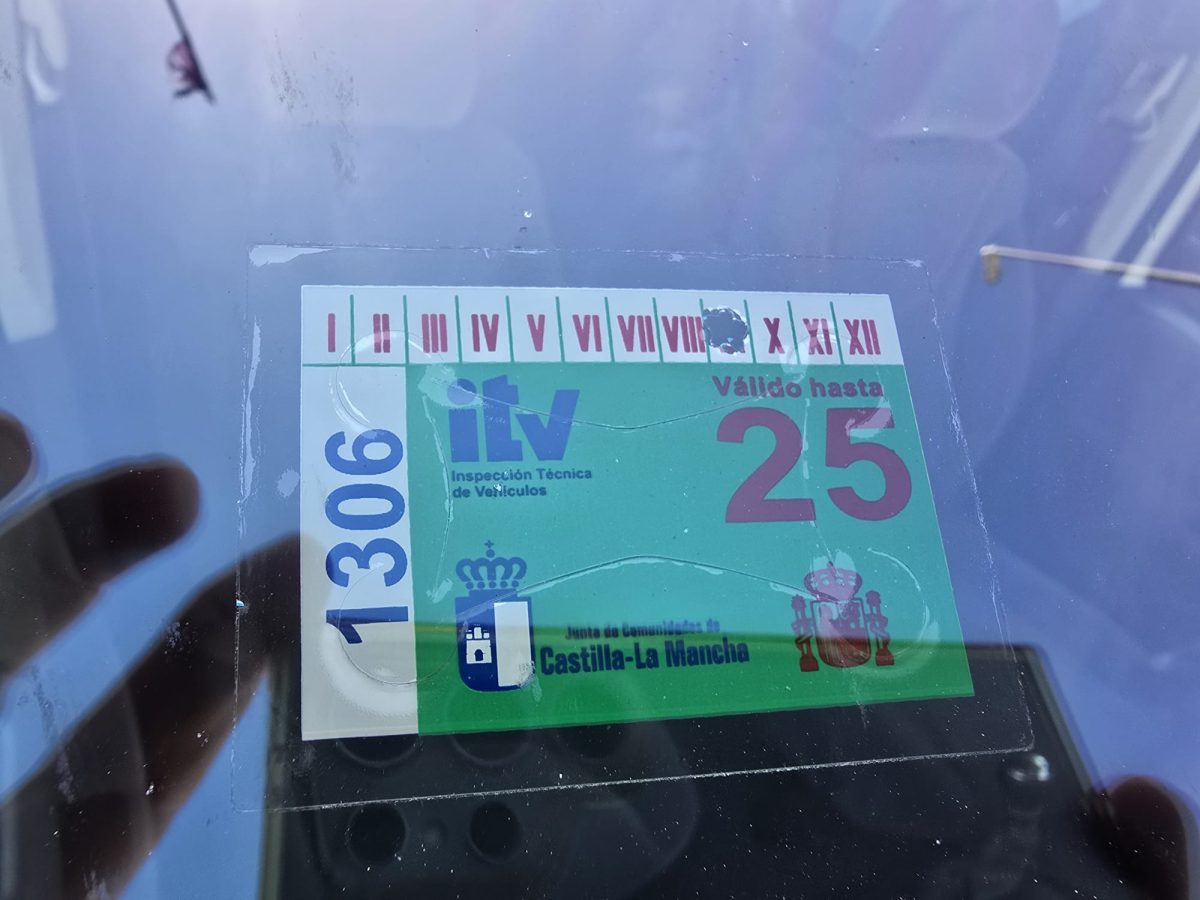 I II III IV V VI VII VIII X XI XII
itv
Inspección Técnica
de Vehículos
Válido hasta
25
1306
Junta de Comunidades de
Castilla-La Mancha